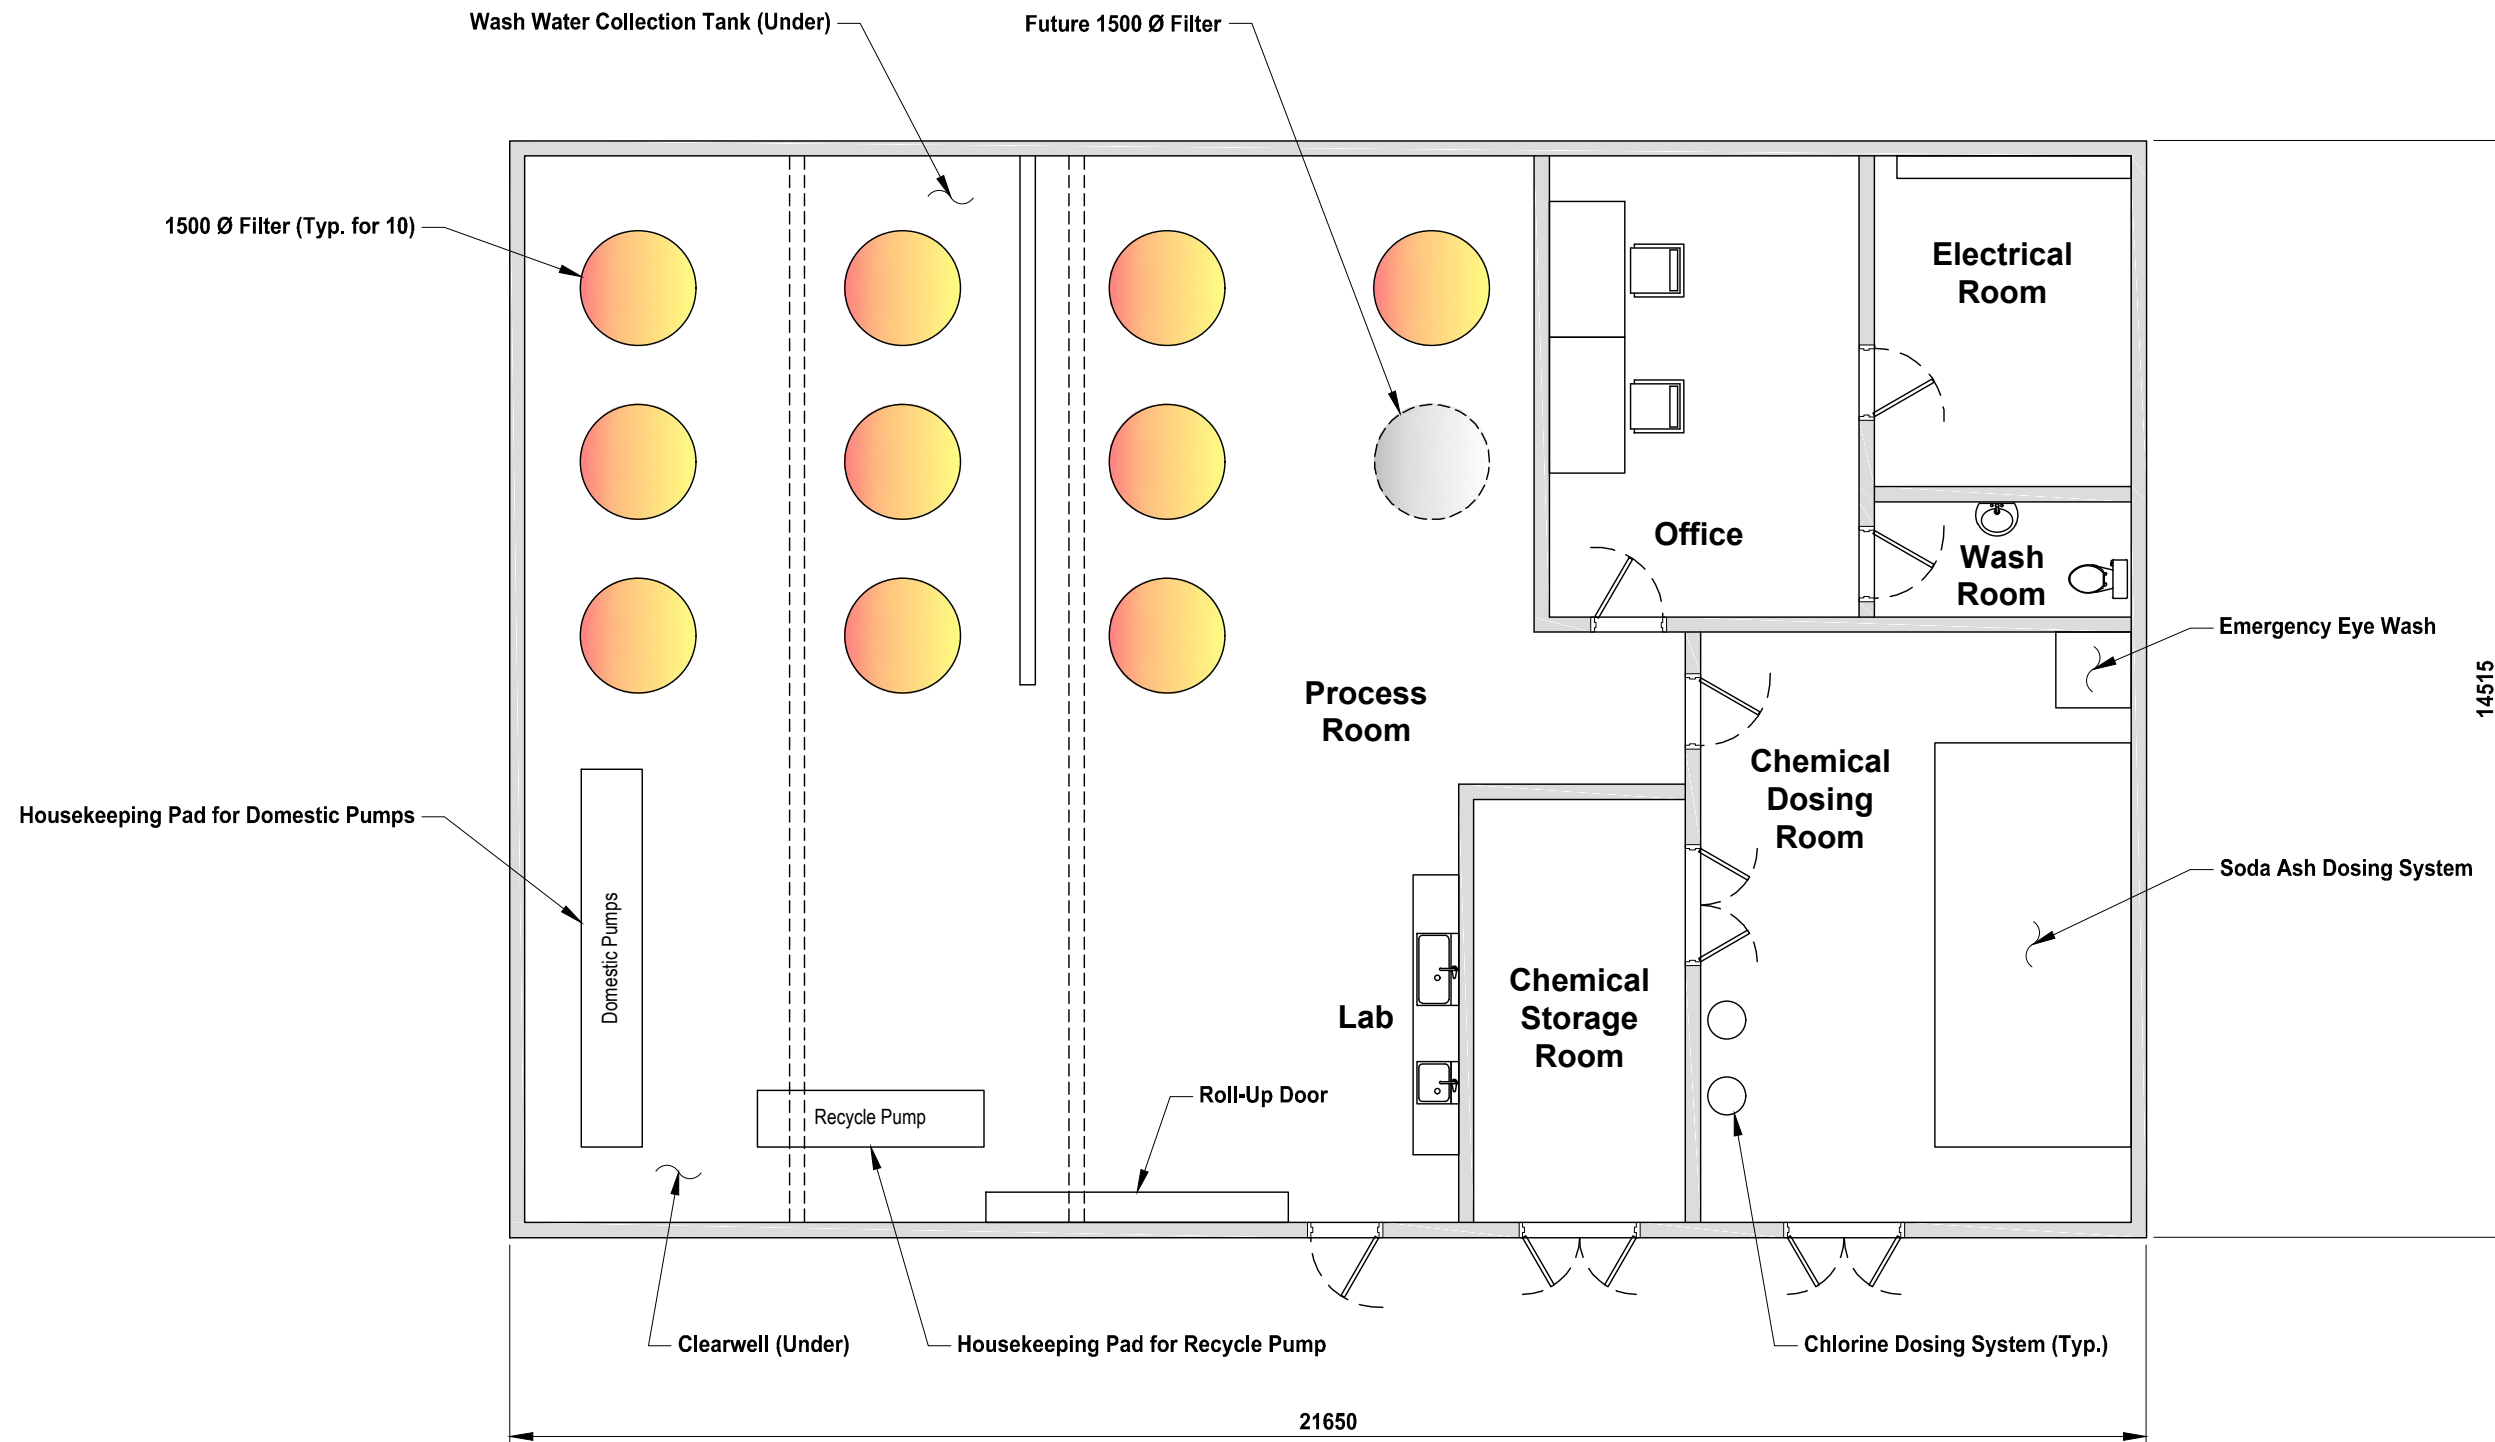 Wash Water Collection Tank (Under)
Future 1500 Ø Filter
1500 Ø Filter (Typ. for 10)
Electrical
Room
Office
Wash
Room
Emergency Eye Wash
14515
Process
Room
Chemical
Dosing
Room
Housekeeping Pad for Domestic Pumps
Domestic Pumps
Soda Ash Dosing System
Chemical
Storage
Room
Lab
Recycle Pump
Roll-Up Door
Clearwell (Under)
Housekeeping Pad for Recycle Pump
Chlorine Dosing System (Typ.)
21650